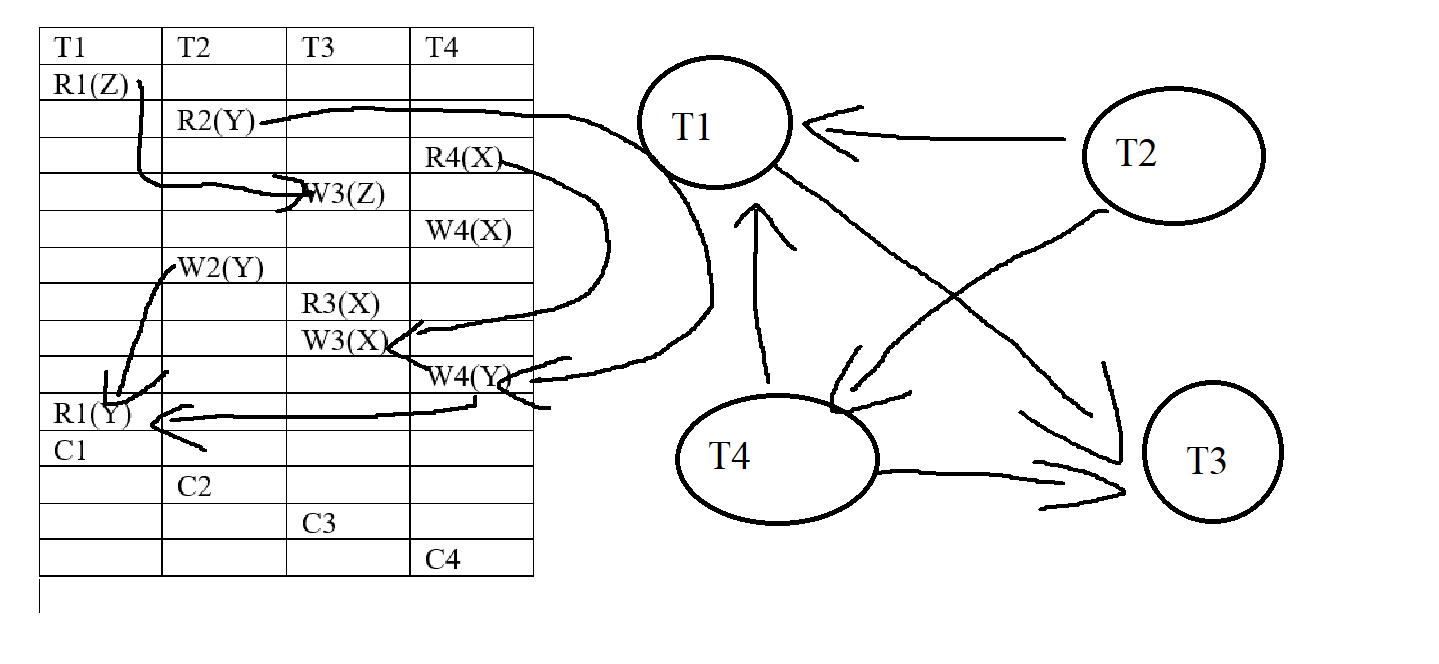 T1 T2 T3 T4
R1(Z)
R2(Y)
R4(X)
W3(Z)
W4(X)
W2(Y)
R3(X)
W3(X)
W4(Y)
R1(Y)
C1
C2
C3
C4
T1
T2
T4
T3